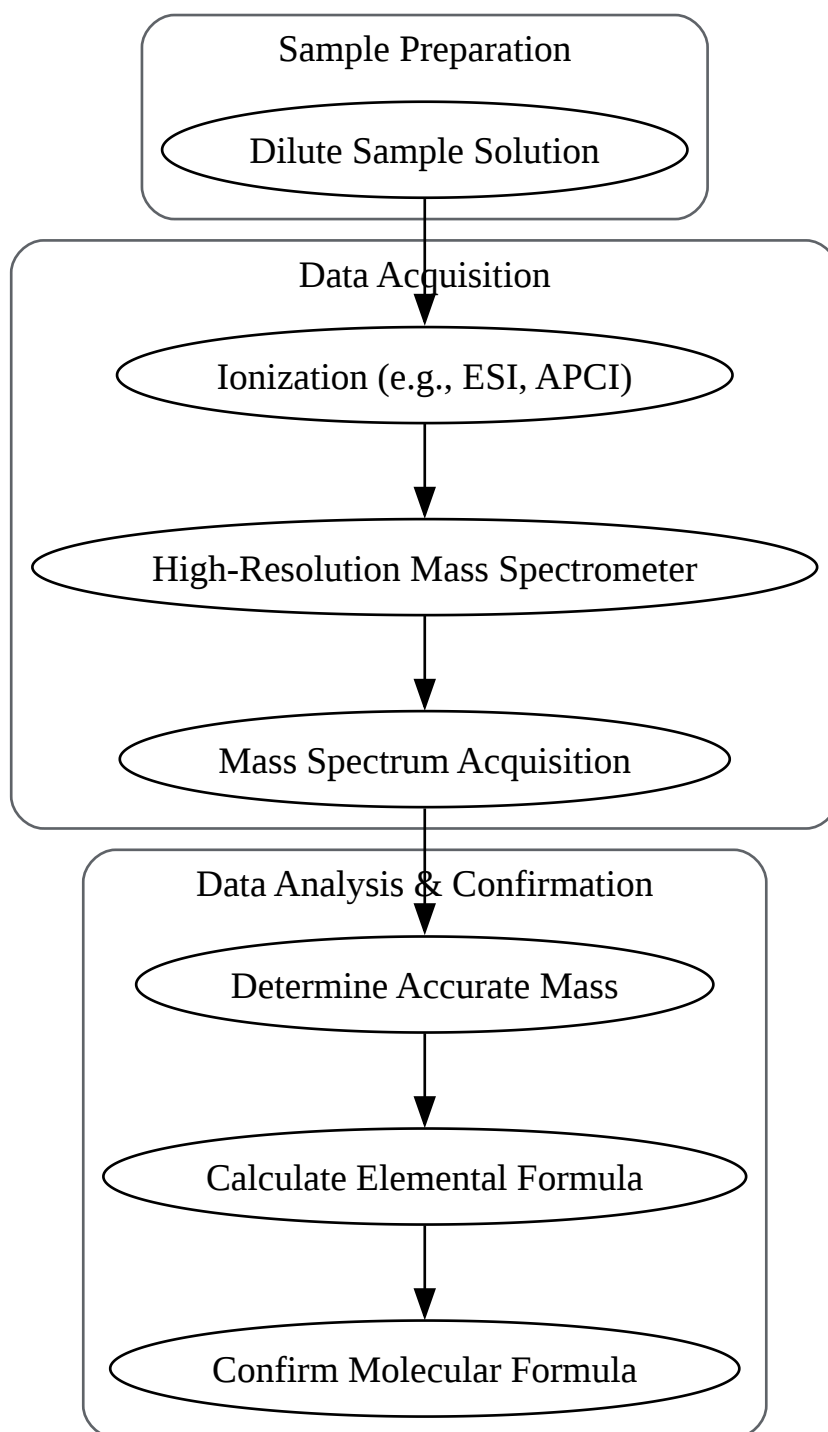 Sample Preparation
Dilute Sample Solution
Data Acquisition
Ionization (e.g., ESI, APCI)
High-Resolution Mass Spectrometer
Mass Spectrum Acquisition
Data Analysis & Confirmation
Determine Accurate Mass
Calculate Elemental Formula
Confirm Molecular Formula